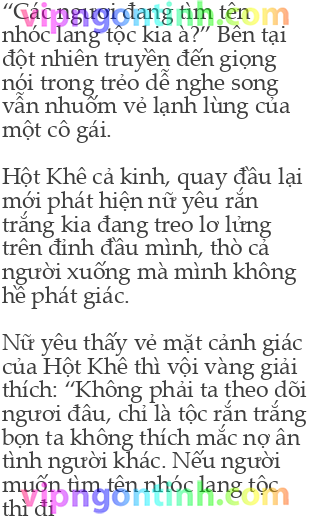 “Các ngươi đang tìm tên
nhóc lang tộc kia à?” Bên tai
đột nhiên truyền đến giọng
nói trong trẻo dễ nghe song
vẫn nhuốm vẻ lạnh lùng của
một cô gái.
Hột Khê cả kinh, quay đầu lại
mới phát hiện nữ yêu rắn
trắng kia đang treo lơ lửng
trên đỉnh đầu mình, thò cả
người xuống mà mình không
hề phát giác.
Nữ yêu thấy vẻ mặt cảnh giác
của Hột Khê thì vội vàng giải
thích: “Không phải ta theo dõi
ngươi đâu, chỉ là tộc rắn trắng
bọn ta không thích mắc nợ ân
tình người khác. Nếu người
muốn tìm tên nhóc lang tộc
thì đi
vipngontinh.com
vipngontinh.com